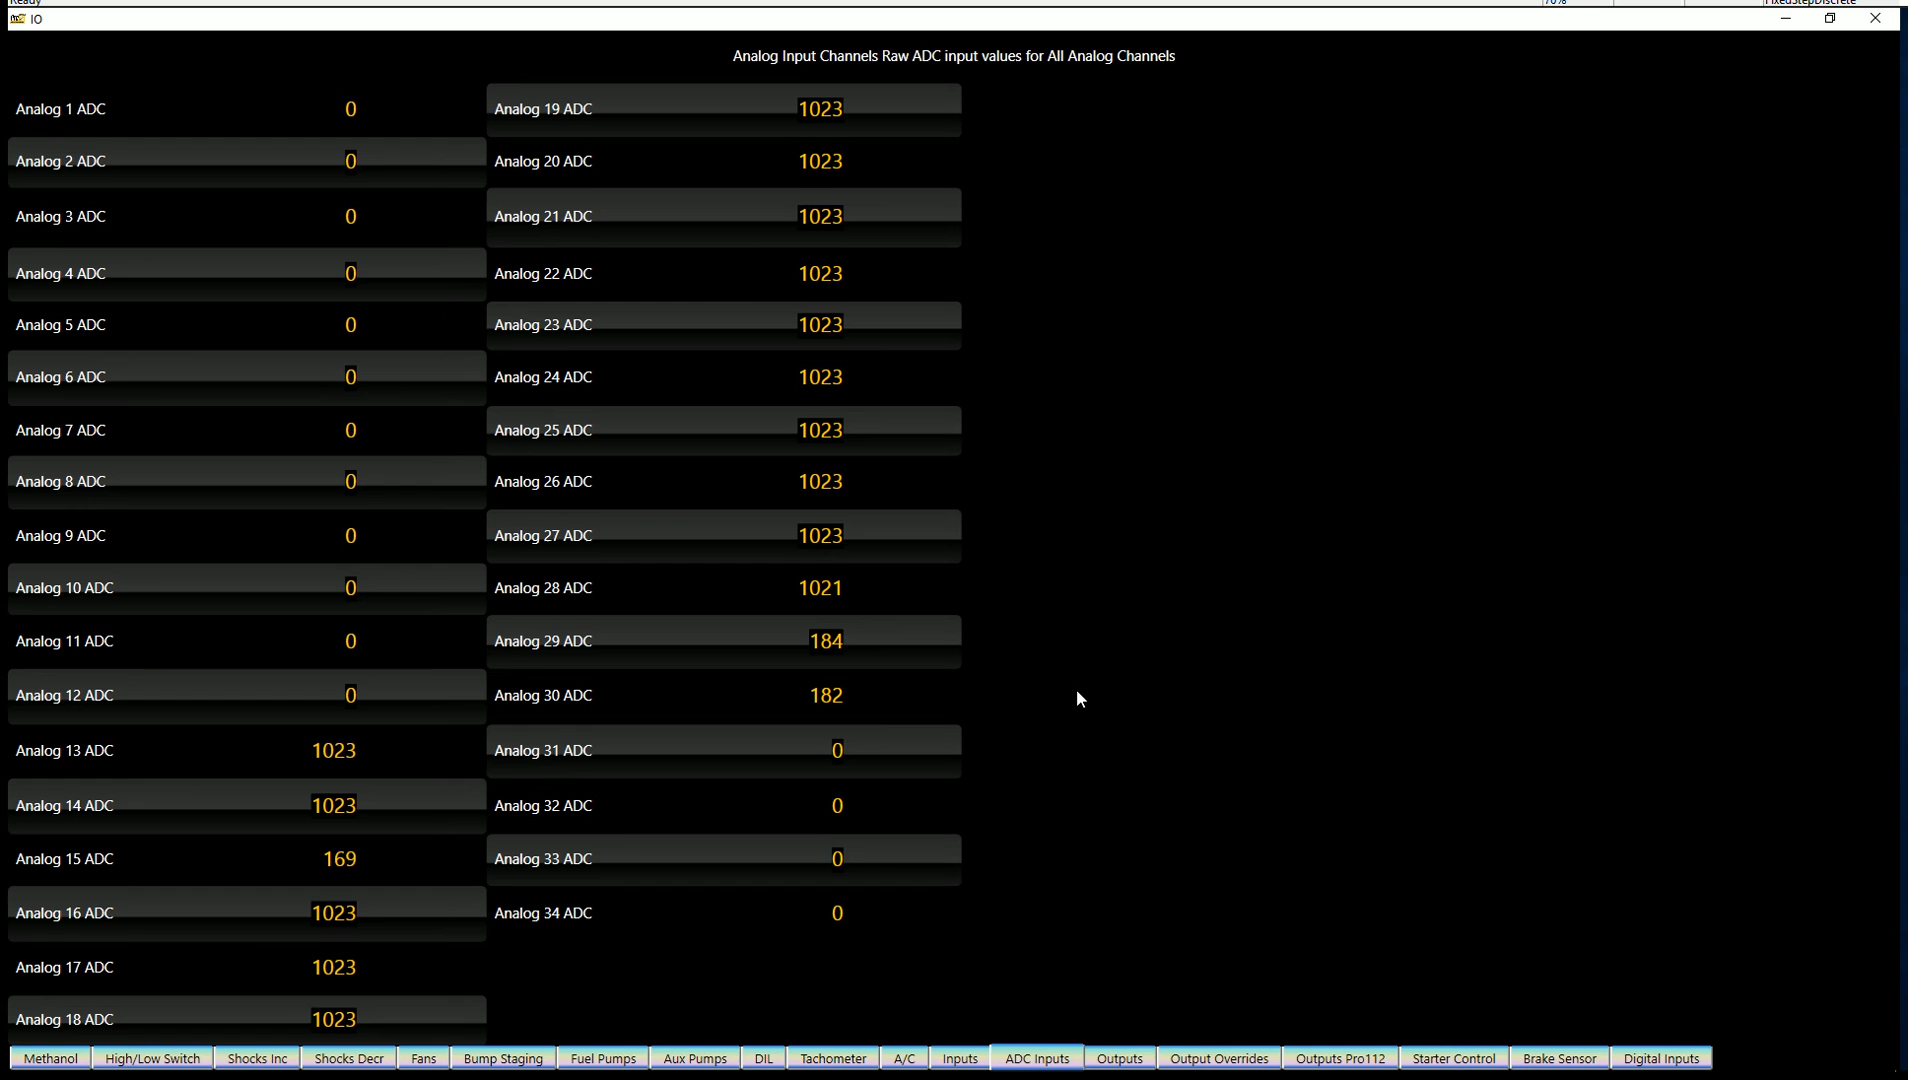 Ready 70% FixedStepDiscrete
IO
Analog Input Channels Raw ADC input values for All Analog Channels
Analog 1 ADC 0 Analog 19 ADC 1023
Analog 2 ADC 0 Analog 20 ADC 1023
Analog 3 ADC 0 Analog 21 ADC 1023
Analog 4 ADC 0 Analog 22 ADC 1023
Analog 5 ADC 0 Analog 23 ADC 1023
Analog 6 ADC 0 Analog 24 ADC 1023
Analog 7 ADC 0 Analog 25 ADC 1023
Analog 8 ADC 0 Analog 26 ADC 1023
Analog 9 ADC 0 Analog 27 ADC 1023
Analog 10 ADC 0 Analog 28 ADC 1021
Analog 11 ADC 0 Analog 29 ADC 184
Analog 12 ADC 0 Analog 30 ADC 182
Analog 13 ADC 1023 Analog 31 ADC 0
Analog 14 ADC 1023 Analog 32 ADC 0
Analog 15 ADC 169 Analog 33 ADC 0
Analog 16 ADC 1023 Analog 34 ADC 0
Analog 17 ADC 1023
Analog 18 ADC 1023
Methanol High/Low Switch Shocks Inc Shocks Decr Fans Bump Staging Fuel Pumps Aux Pumps DIL Tachometer A/C Inputs ADC Inputs Outputs Output Overrides Outputs Pro112 Starter Control Brake Sensor Digital Inputs